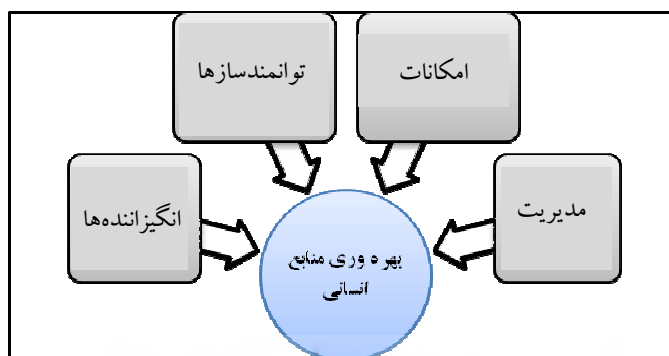 امکانات
توانمندسازها
مدیریت
انگیزاننده‌ها
بهره وری منابع
انسانی